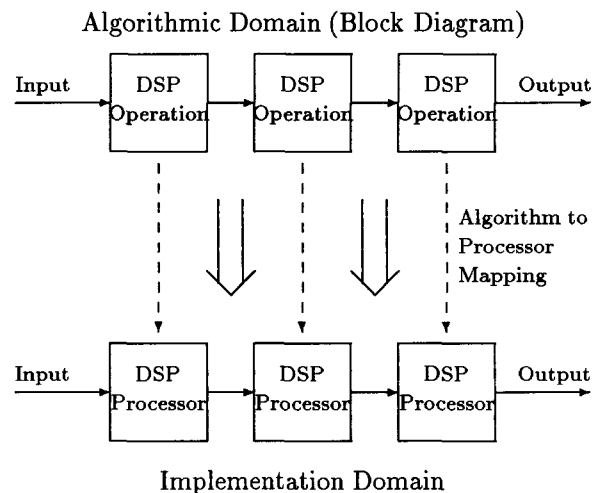 Algorithmic Domain (Block Diagram)
Input
DSP
Operation
DSP
Operation
DSP
Operation
Output
Algorithm to
Processor
Mapping
Input
DSP
Processor
DSP
Processor
DSP
Processor
Output
Implementation Domain